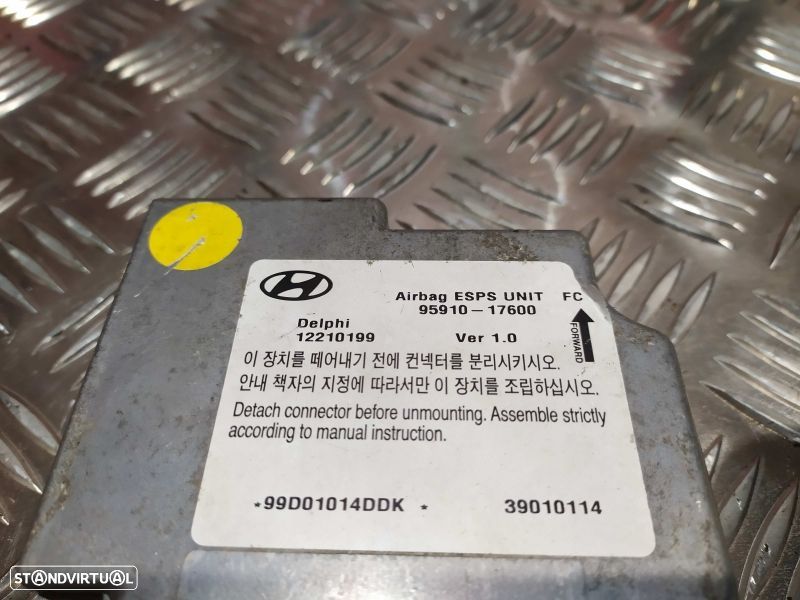 Airbag ESPS UNIT FC
95910-17600
Delphi
12210199 Ver 1.0
FORWARD
이 장치를 떼어내기 전에 컨넥터를 분리시키시오.
안내 책자의 지정에 따라서만 이 장치를 조립하십시오.
Detach connector before unmounting. Assemble strictly
according to manual instruction.
*99D01014DDK * 39010114
STANDVIRTUAL